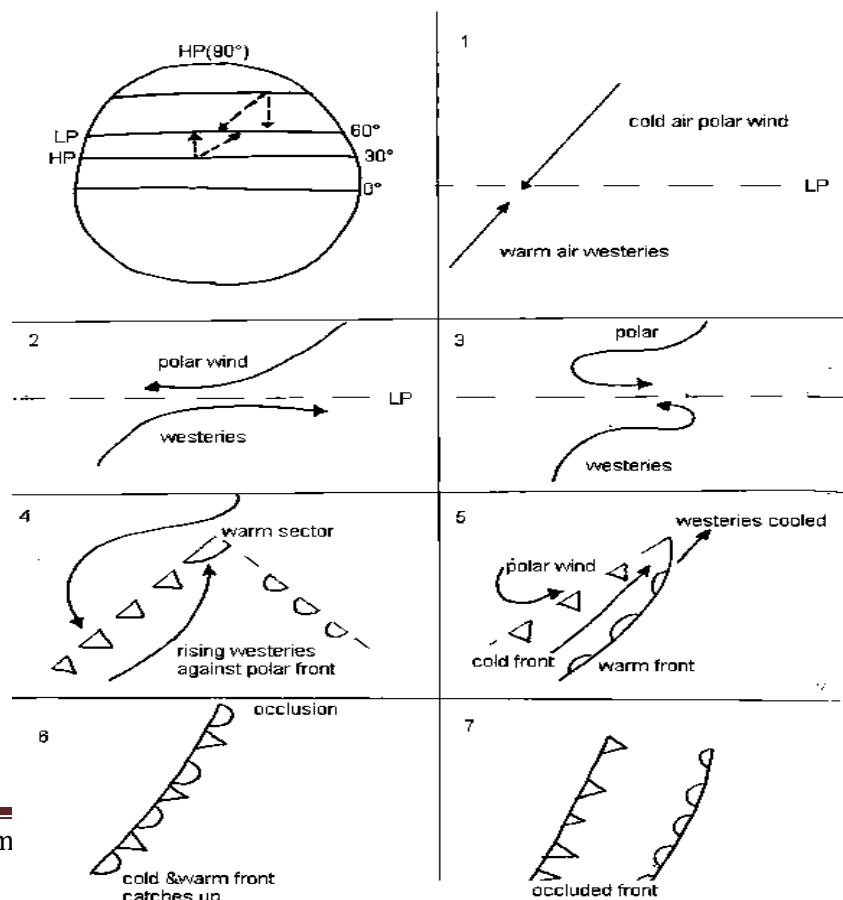 HP(90°)
LP
60°
HP
30°
0°
1
cold air polar wind
LP
warm air westeries
2
polar wind
LP
westeries
3
polar
westeries
4
warm sector
rising westeries
against polar front
5
westeries cooled
polar wind
cold front
warm front
6
occlusion
cold & warm front
catches up
7
occluded front
m